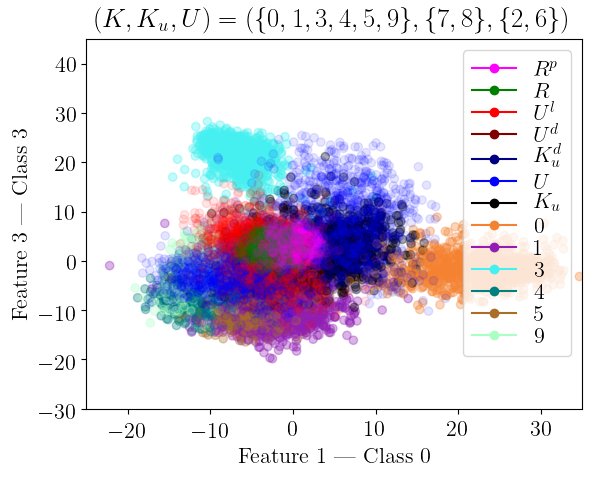 (K, K_u, U) = ({0, 1, 3, 4, 5, 9}, {7, 8}, {2, 6})
Feature 3 — Class 3
40
30
20
10
0
−10
−20
−30
−20 −10 0 10 20 30
Feature 1 — Class 0
R^p
R
U^l
U^d
K_u^d
U
K_u
0
1
3
4
5
9